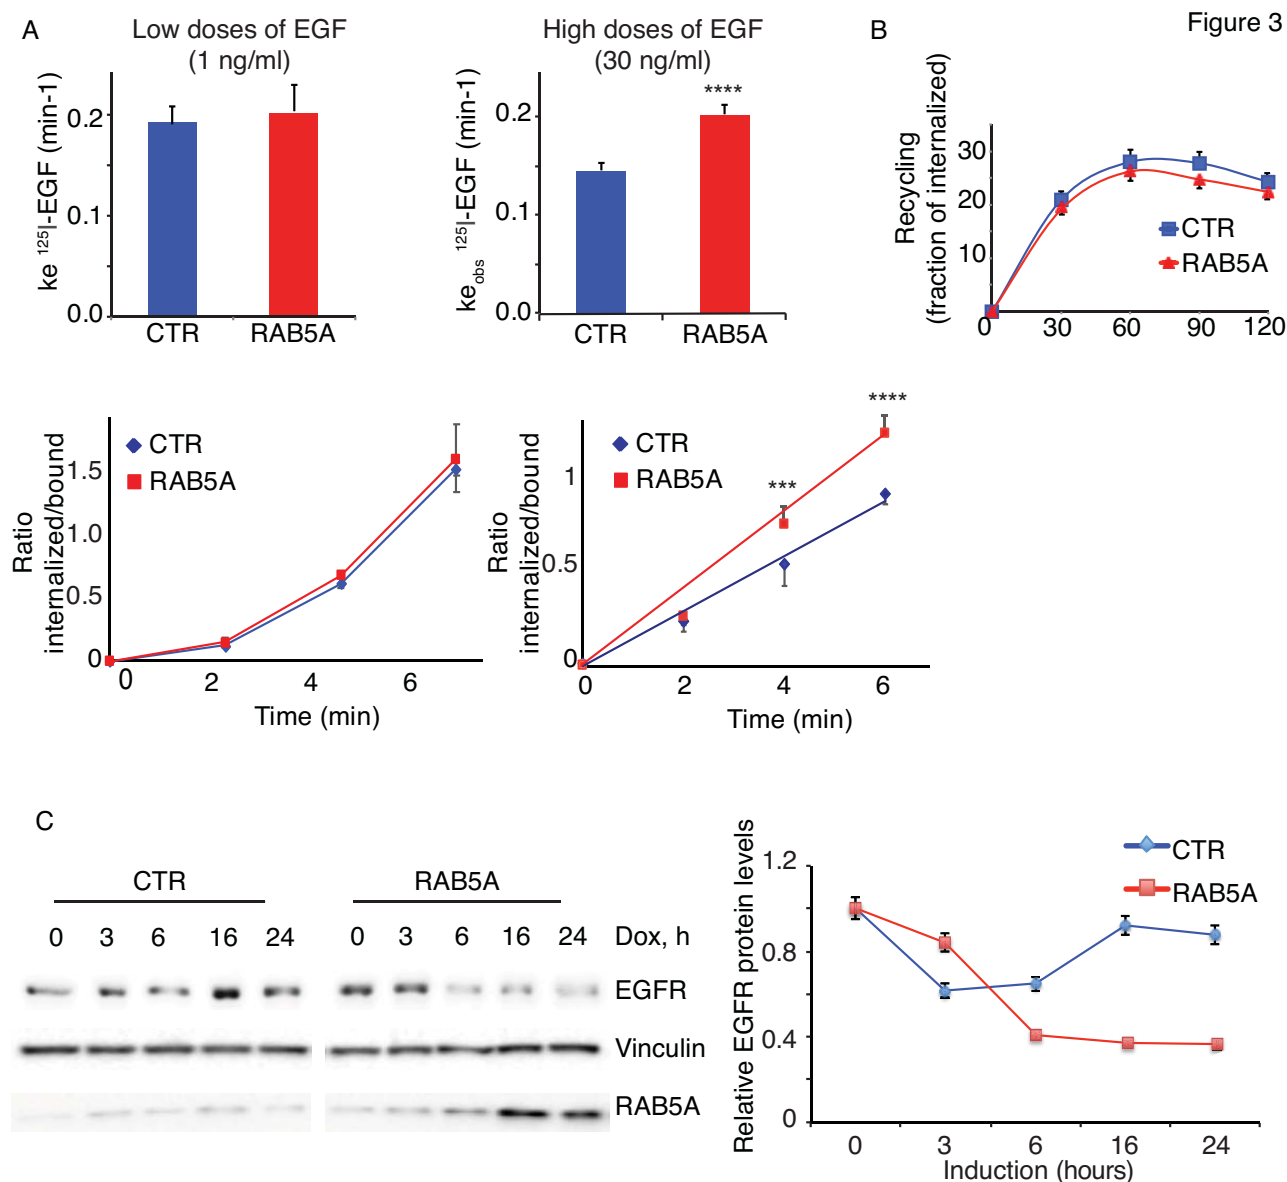 Figure 3
A
Low doses of EGF
(1 ng/ml)
ke 125I-EGF (min-1)
0.2
0.1
0.0
CTR RAB5A
High doses of EGF
(30 ng/ml)
keobs 125I-EGF (min-1)
0.2
0.1
0.0
****
CTR RAB5A
B
Recycling
(fraction of internalized)
30
20
10
0 30 60 90 120
CTR
RAB5A
Ratio
internalized/bound
1.5
1.0
0.5
0
CTR
RAB5A
0 2 4 6
Time (min)
Ratio
internalized/bound
1
0.5
0
CTR
RAB5A
***
****
0 2 4 6
Time (min)
C
CTR RAB5A
0 3 6 16 24 0 3 6 16 24 Dox, h
EGFR
Vinculin
RAB5A
Relative EGFR protein levels
1.2
0.8
0.4
0
CTR
RAB5A
0 3 6 16 24
Induction (hours)